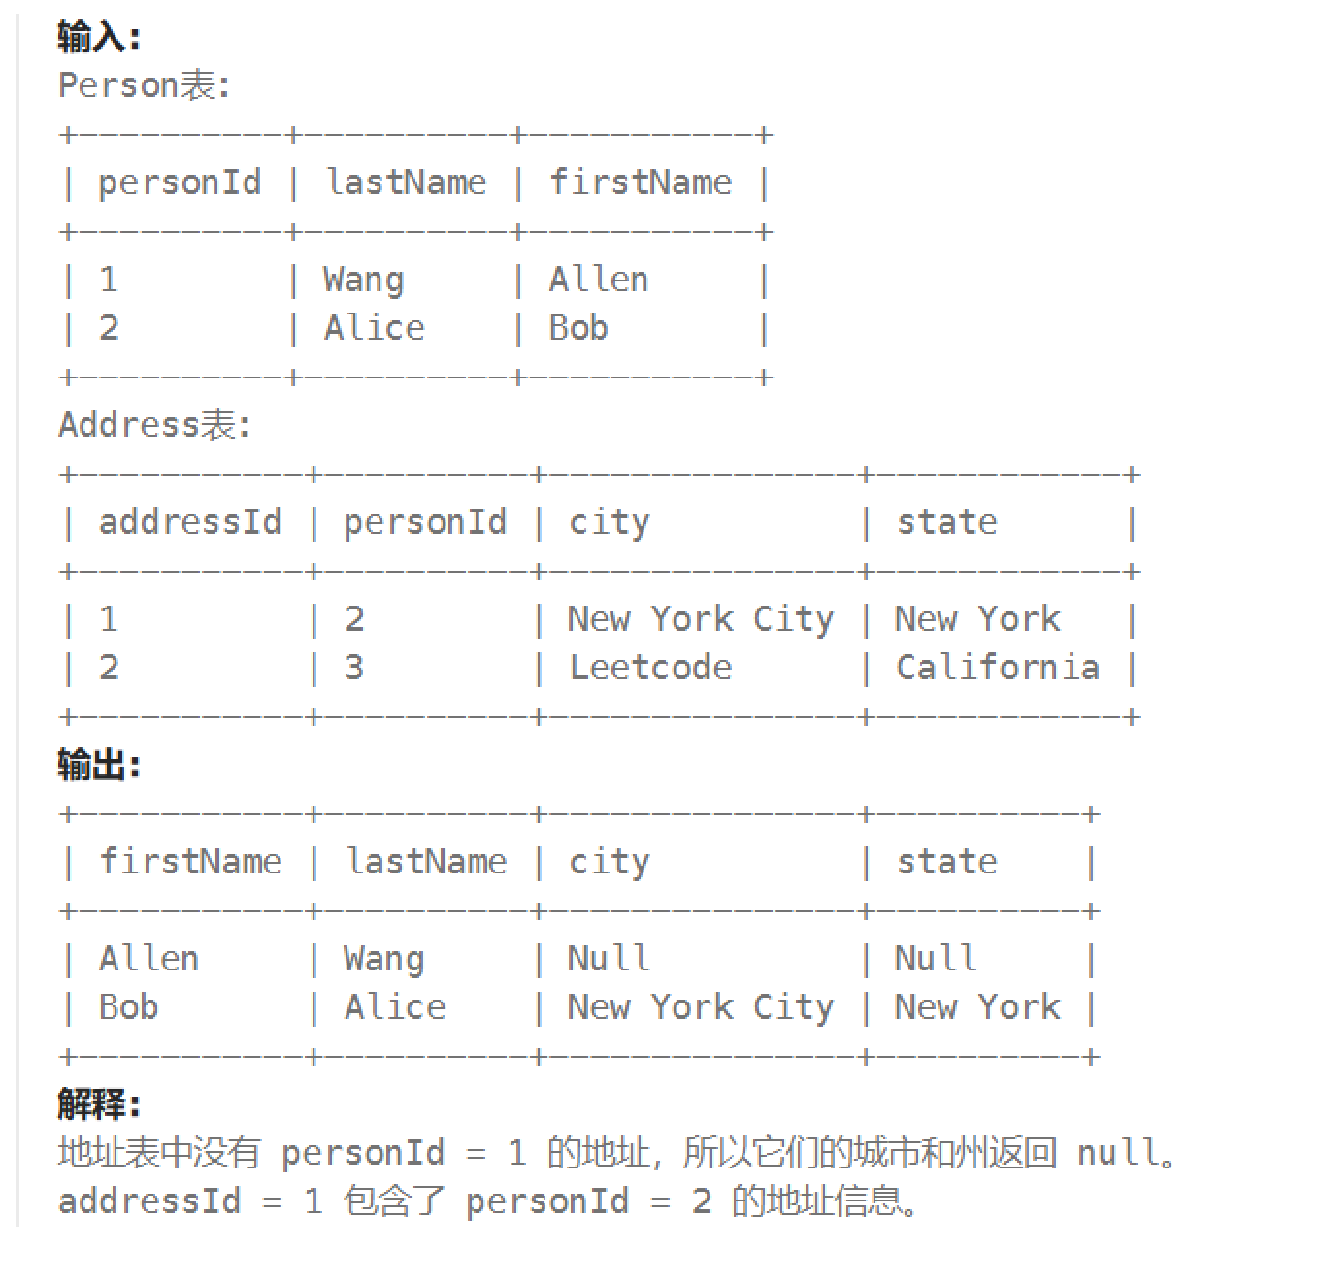 输入:
Person表:
+----------+----------+-----------+
| personId | lastName | firstName |
+----------+----------+-----------+
| 1        | Wang     | Allen     |
| 2        | Alice    | Bob       |
+----------+----------+-----------+
Address表:
+-----------+----------+---------------+------------+
| addressId | personId | city          | state      |
+-----------+----------+---------------+------------+
| 1         | 2        | New York City | New York   |
| 2         | 3        | Leetcode      | California |
+-----------+----------+---------------+------------+
输出:
+-----------+----------+---------------+----------+
| firstName | lastName | city          | state    |
+-----------+----------+---------------+----------+
| Allen     | Wang     | Null          | Null     |
| Bob       | Alice    | New York City | New York |
+-----------+----------+---------------+----------+
解释:
地址表中没有 personId = 1 的地址，所以它们的城市和州返回 null。
addressId = 1 包含了 personId = 2 的地址信息。